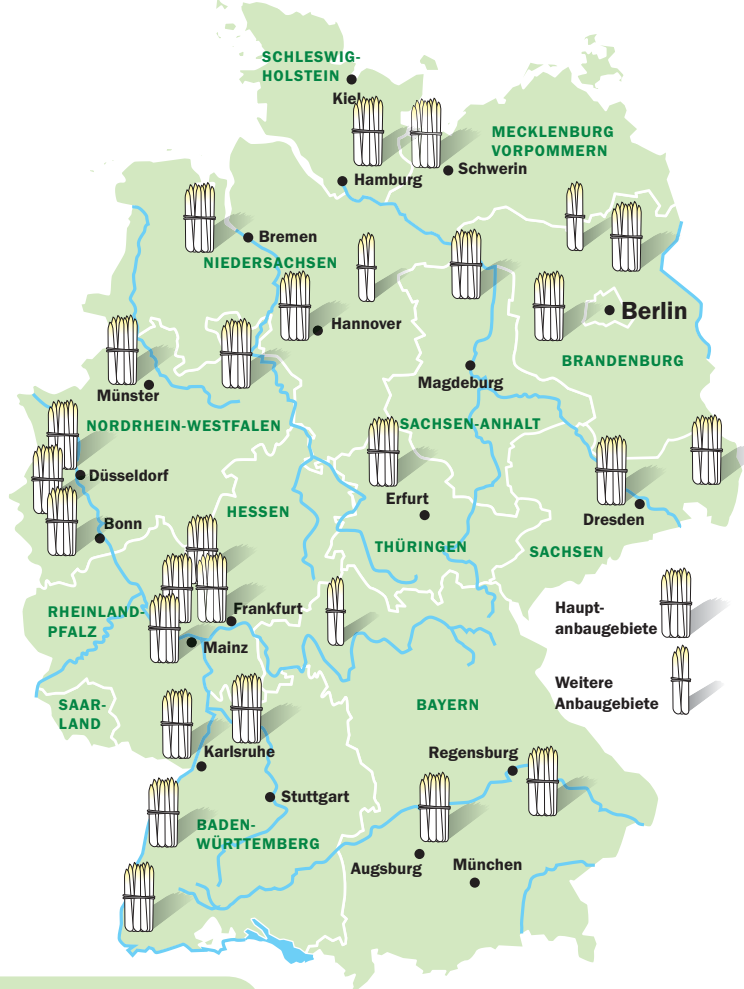 SCHLESWIG-
HOLSTEIN
Kiel
MECKLENBURG
VORPOMMERN
Schwerin
Hamburg
Bremen
NIEDERSACHSEN
Hannover
Berlin
BRANDENBURG
Magdeburg
Münster
NORDRHEIN-WESTFALEN
SACHSEN-ANHALT
Düsseldorf
Erfurt
Bonn
HESSEN
Dresden
THÜRINGEN
SACHSEN
RHEINLAND-
PFALZ
Frankfurt
Mainz
Haupt-
anbaugebiete
Weitere
Anbaugebiete
SAAR-
LAND
BAYERN
Karlsruhe
Regensburg
Stuttgart
BADEN-
WÜRTTEMBERG
Augsburg
München